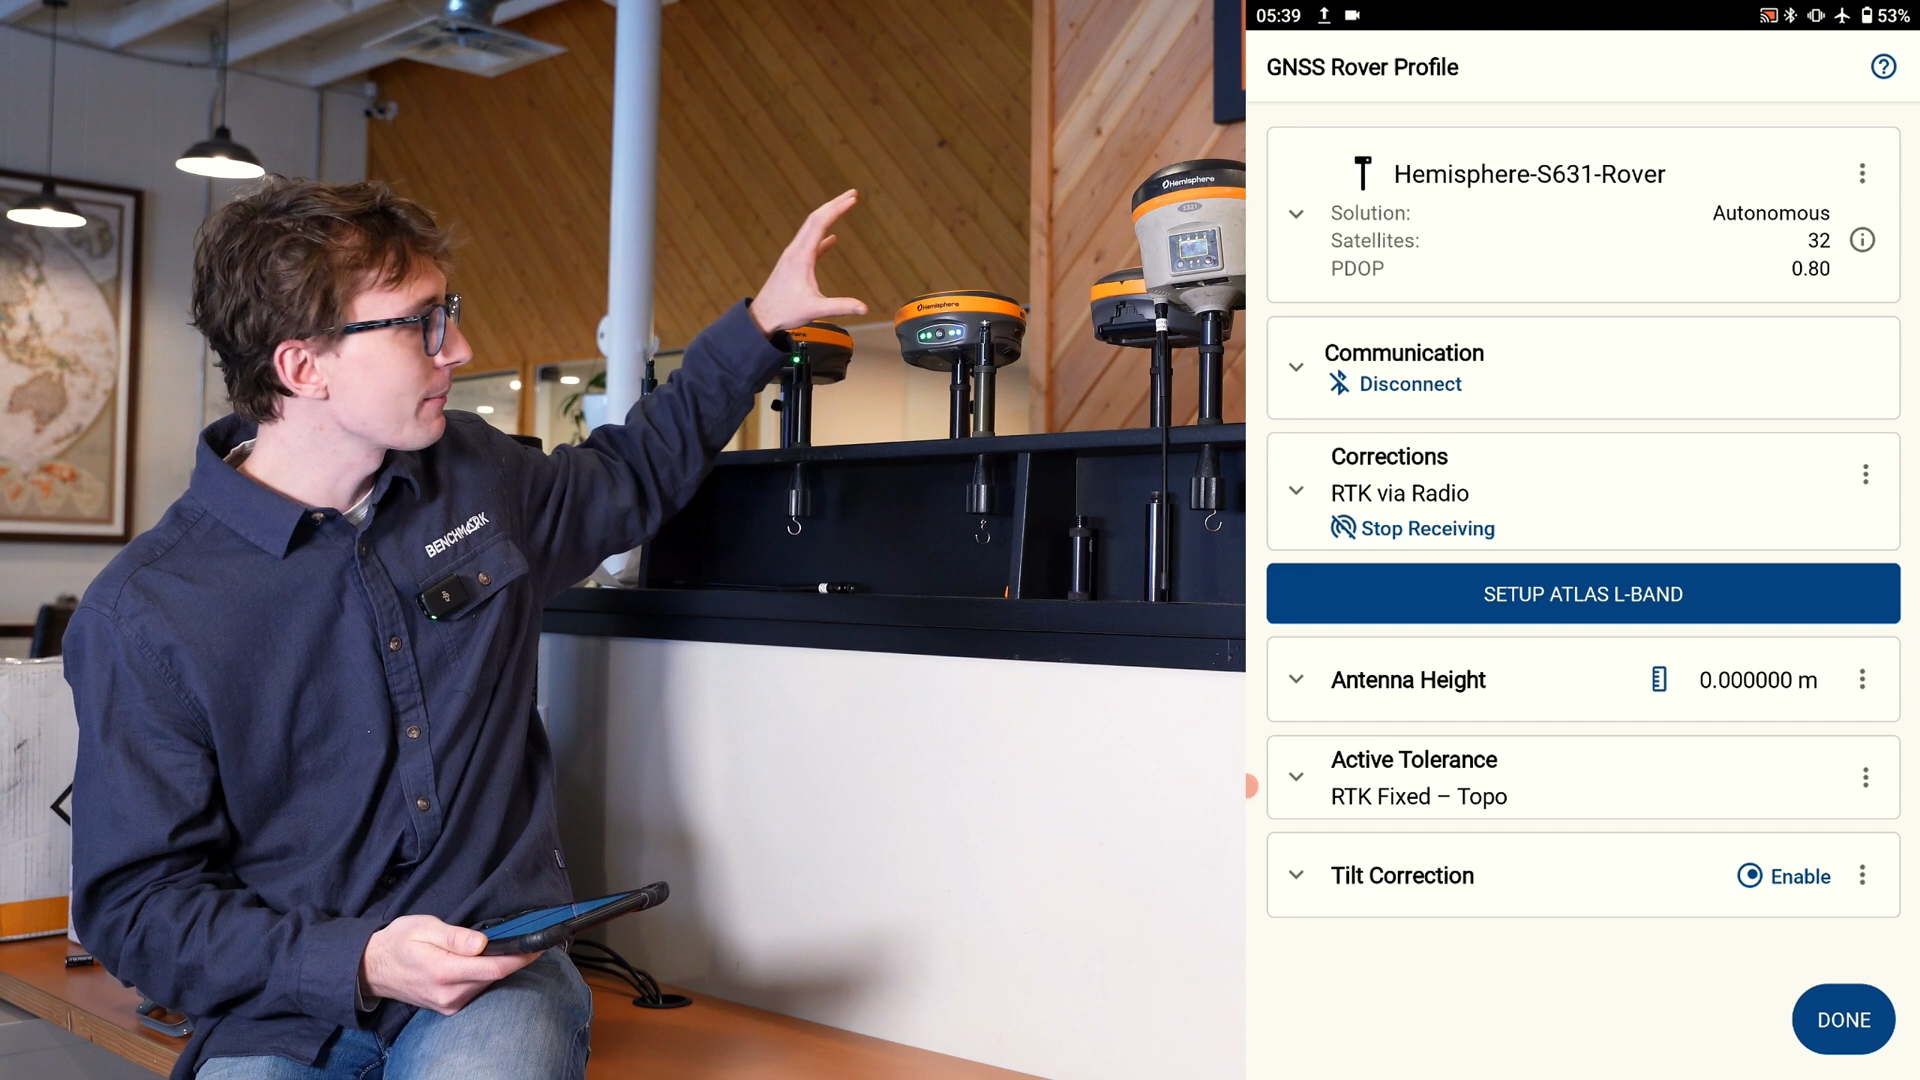 05:39
53%
GNSS Rover Profile
Hemisphere-S631-Rover
Solution: Autonomous
Satellites: 32
PDOP 0.80
Communication
Disconnect
Corrections
RTK via Radio
Stop Receiving
SETUP ATLAS L-BAND
Antenna Height 0.000000 m
Active Tolerance
RTK Fixed – Topo
Tilt Correction Enable
DONE
Hemisphere
S631
Hemisphere
BENCHMARK
dji